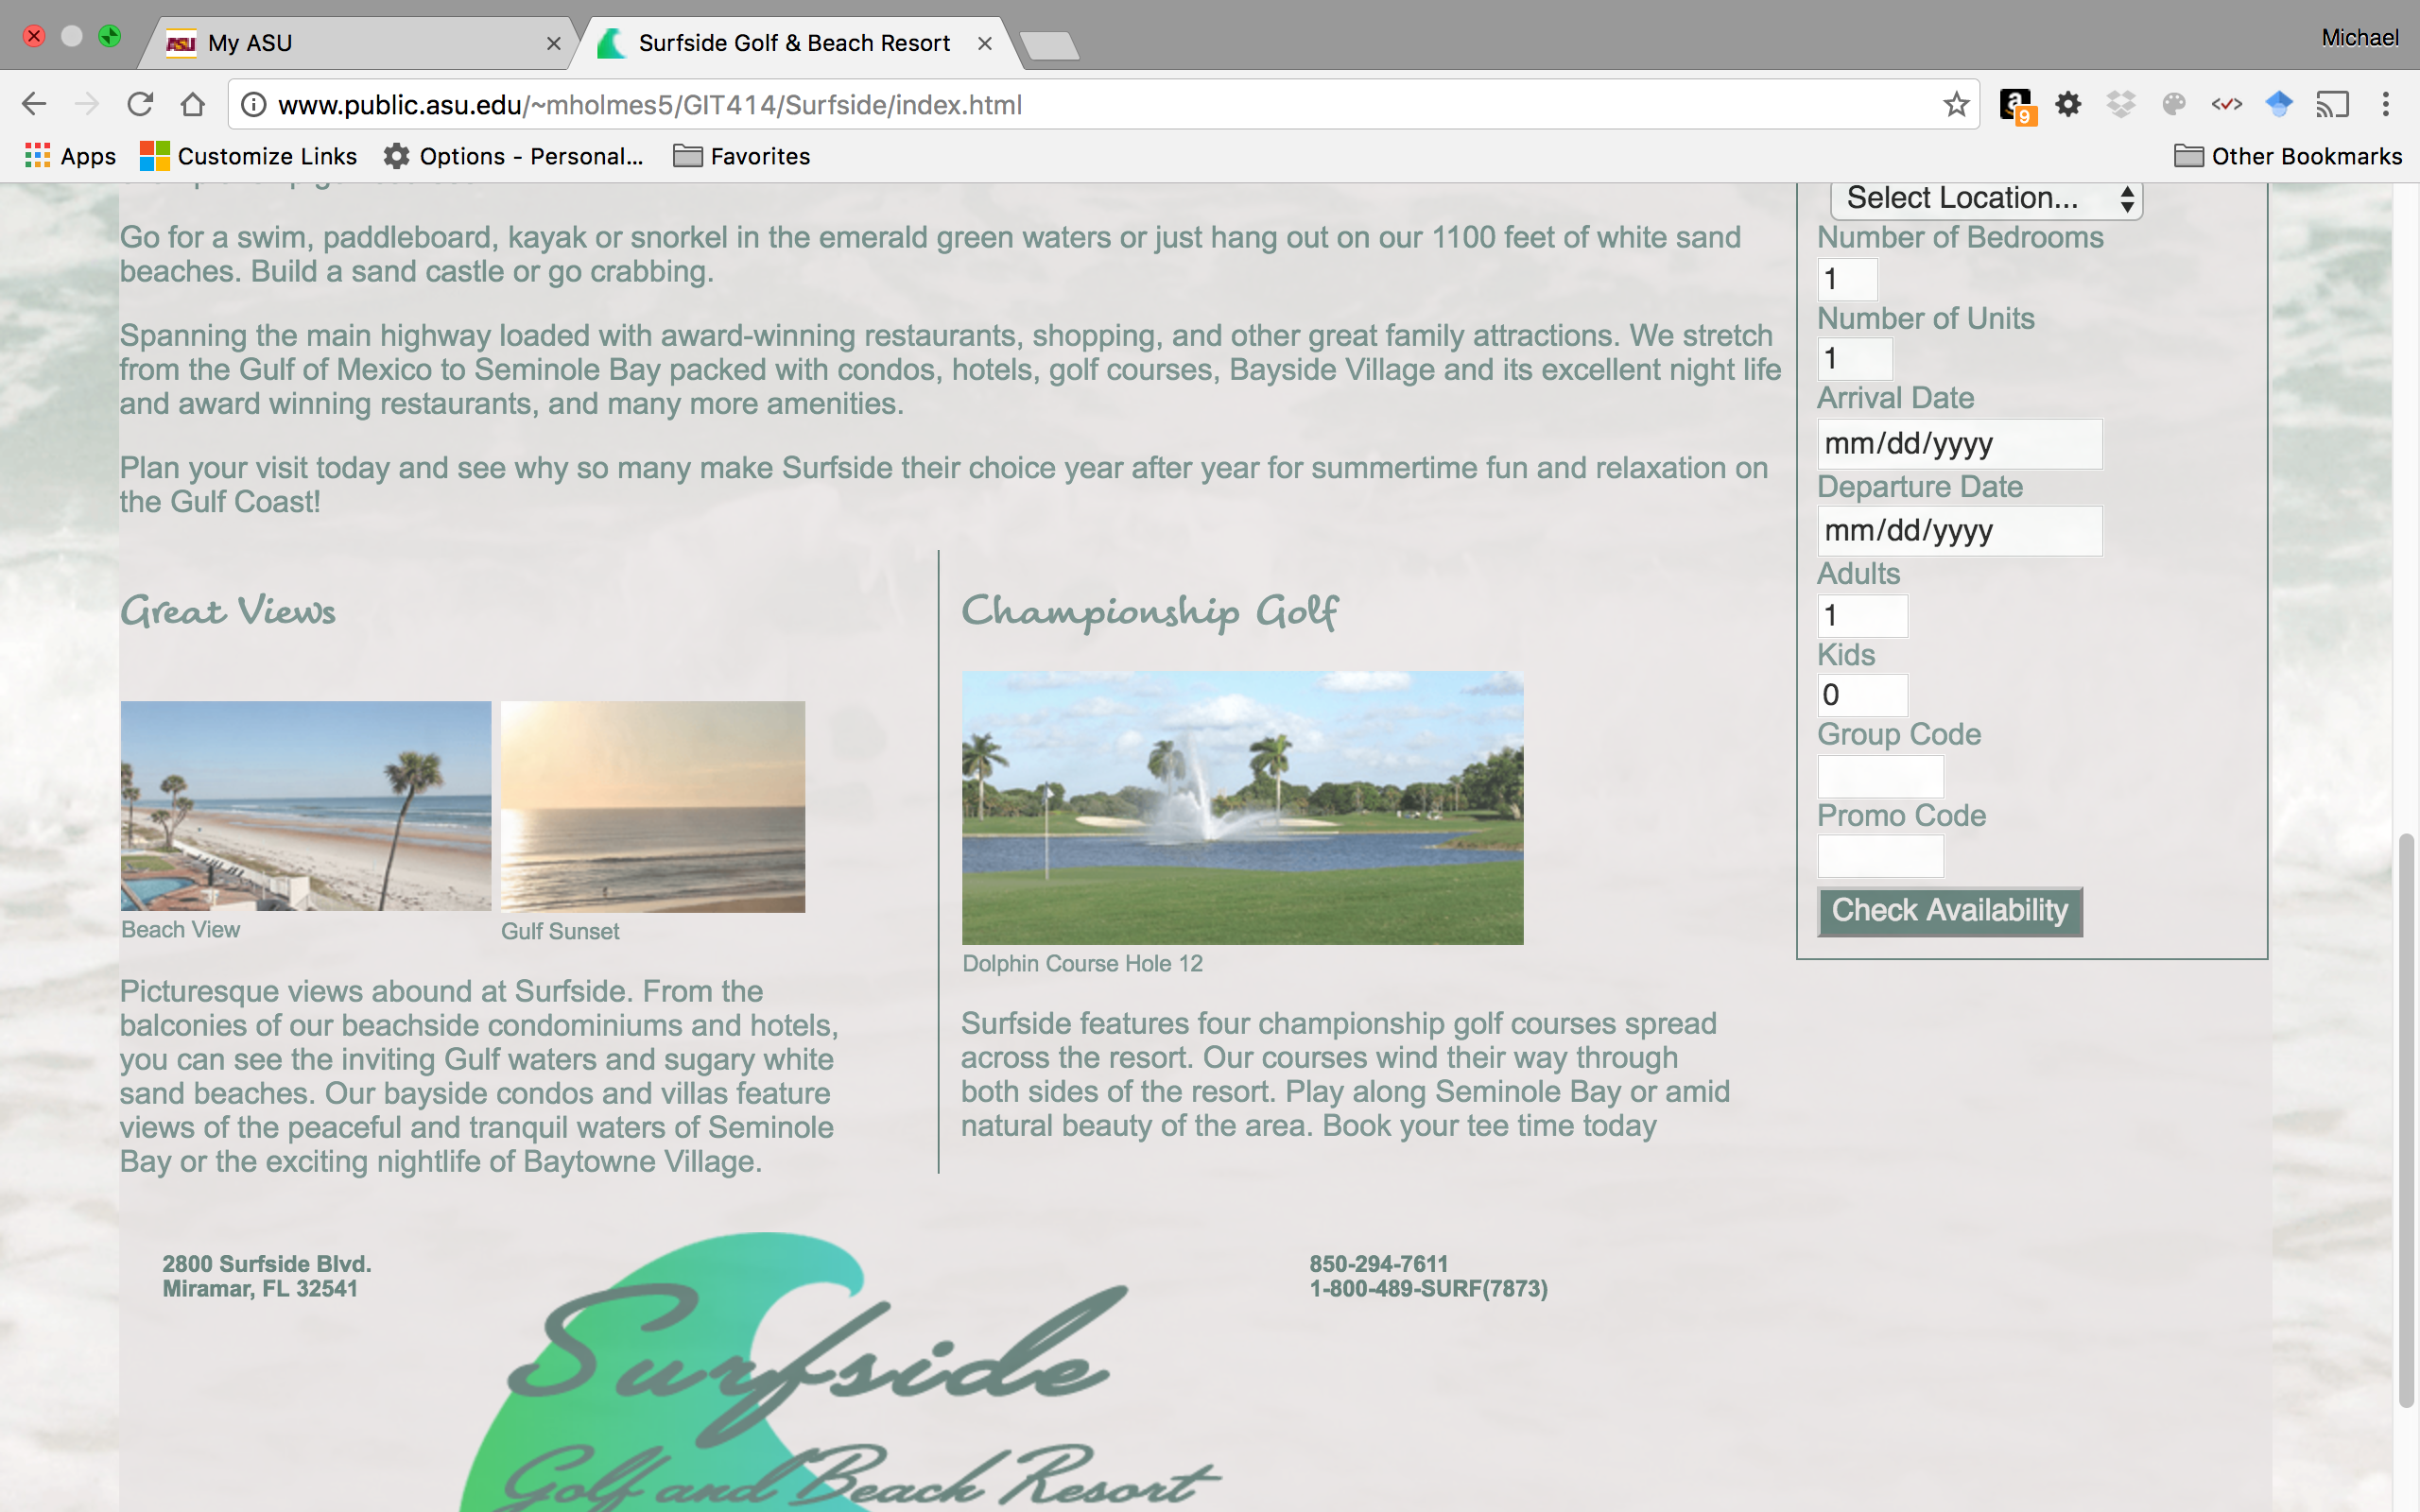 My ASU
Surfside Golf & Beach Resort
Michael
www.public.asu.edu/~mholmes5/GIT414/Surfside/index.html
9
Apps
Customize Links
Options - Personal...
Favorites
Other Bookmarks
Go for a swim, paddleboard, kayak or snorkel in the emerald green waters or just hang out on our 1100 feet of white sand
beaches. Build a sand castle or go crabbing.
Spanning the main highway loaded with award-winning restaurants, shopping, and other great family attractions. We stretch
from the Gulf of Mexico to Seminole Bay packed with condos, hotels, golf courses, Bayside Village and its excellent night life
and award winning restaurants, and many more amenities.
Plan your visit today and see why so many make Surfside their choice year after year for summertime fun and relaxation on
the Gulf Coast!
Great Views
Beach View
Gulf Sunset
Picturesque views abound at Surfside. From the
balconies of our beachside condominiums and hotels,
you can see the inviting Gulf waters and sugary white
sand beaches. Our bayside condos and villas feature
views of the peaceful and tranquil waters of Seminole
Bay or the exciting nightlife of Baytowne Village.
Championship Golf
Dolphin Course Hole 12
Surfside features four championship golf courses spread
across the resort. Our courses wind their way through
both sides of the resort. Play along Seminole Bay or amid
natural beauty of the area. Book your tee time today
Select Location...
Number of Bedrooms
1
Number of Units
1
Arrival Date
mm/dd/yyyy
Departure Date
mm/dd/yyyy
Adults
1
Kids
0
Group Code
Promo Code
Check Availability
2800 Surfside Blvd.
Miramar, FL 32541
Surfside
Golf and Beach Resort
850-294-7611
1-800-489-SURF(7873)